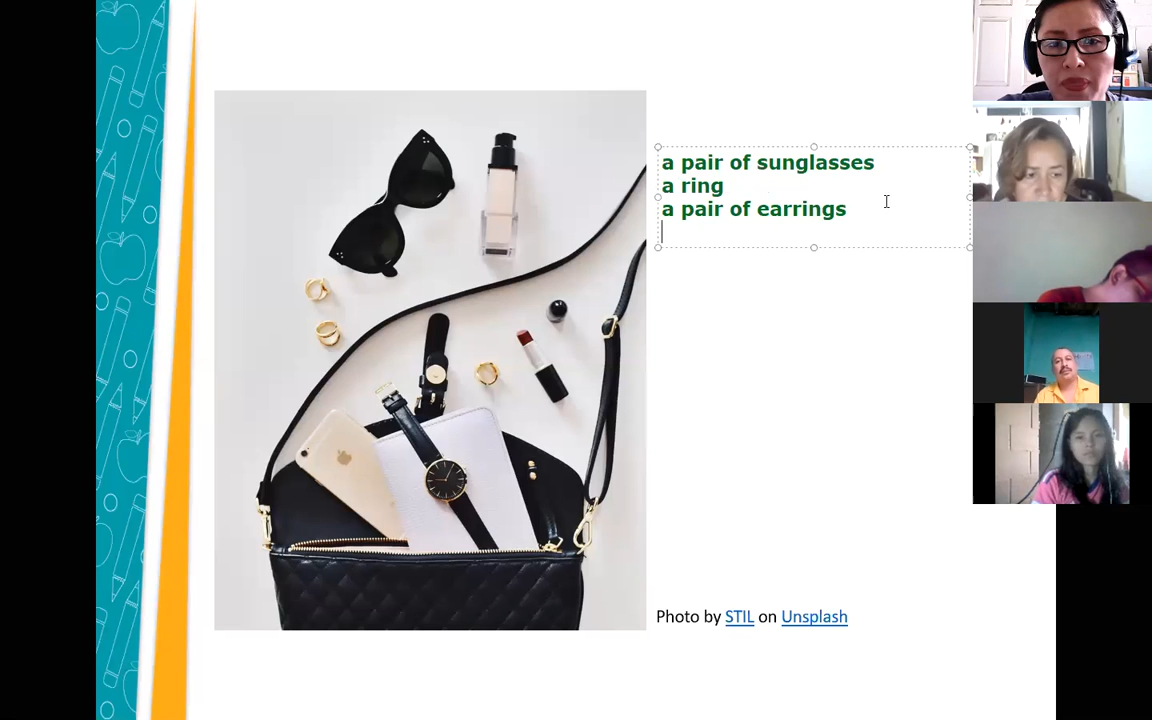 a pair of sunglasses
a ring
a pair of earrings
Photo by STIL on Unsplash